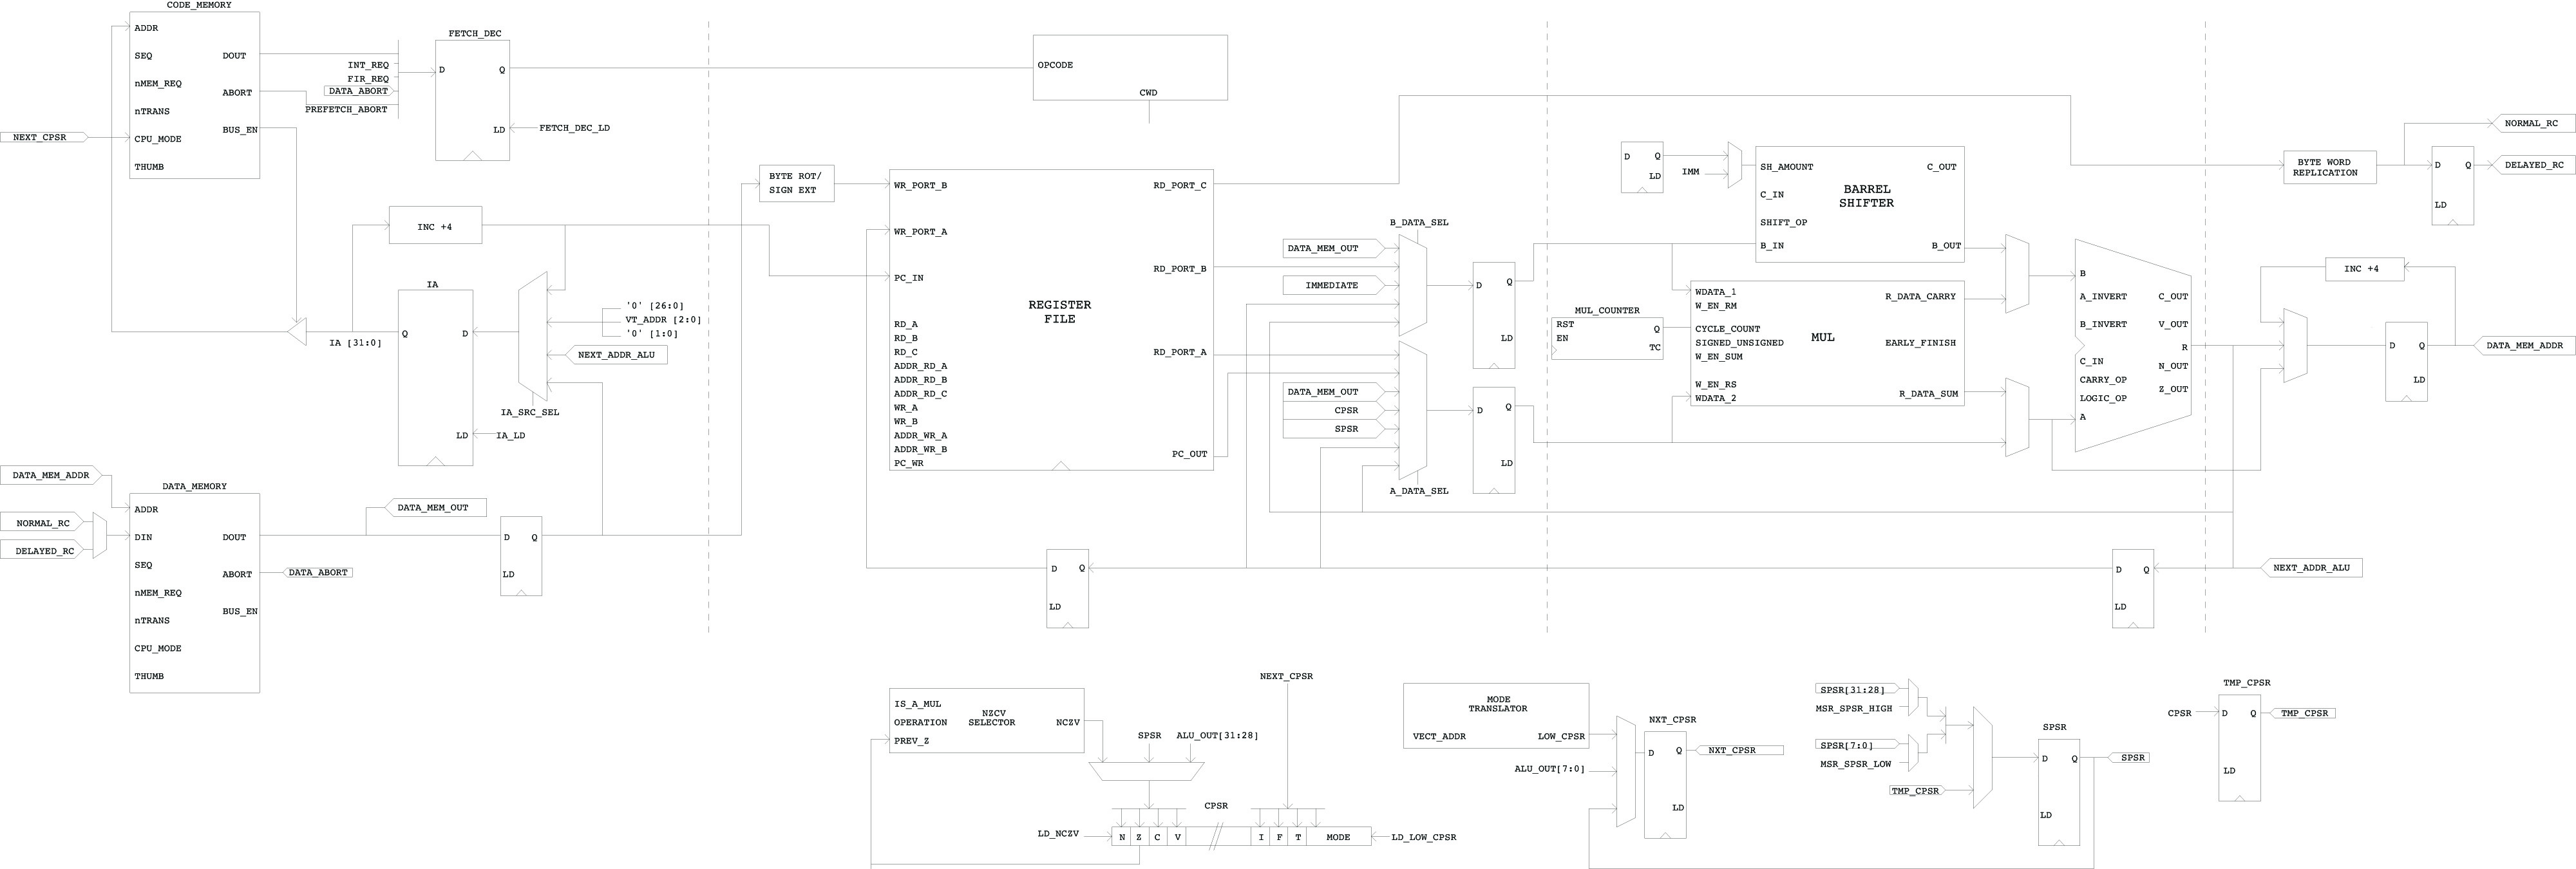 CODE_MEMORY
ADDR
SEQ
DOUT
nMEM_REQ
ABORT
nTRANS
BUS_EN
CPU_MODE
THUMB
NEXT_CPSR
INT_REQ
FIR_REQ
DATA_ABORT
PREFETCH_ABORT
FETCH_DEC
D
Q
LD
FETCH_DEC_LD
OPCODE
CWD
INC +4
IA
Q
D
LD
IA_LD
IA [31:0]
IA_SRC_SEL
'0' [26:0]
VT_ADDR [2:0]
'0' [1:0]
NEXT_ADDR_ALU
DATA_MEM_ADDR
NORMAL_RC
DELAYED_RC
DATA_MEMORY
ADDR
DIN
DOUT
SEQ
ABORT
nMEM_REQ
BUS_EN
nTRANS
CPU_MODE
THUMB
DATA_MEM_OUT
DATA_ABORT
D
Q
LD
BYTE ROT/
SIGN EXT
WR_PORT_B
RD_PORT_C
WR_PORT_A
RD_PORT_B
PC_IN
REGISTER
FILE
RD_A
RD_B
RD_C
RD_PORT_A
ADDR_RD_A
ADDR_RD_B
ADDR_RD_C
WR_A
WR_B
ADDR_WR_A
ADDR_WR_B
PC_OUT
PC_WR
B_DATA_SEL
DATA_MEM_OUT
IMMEDIATE
DATA_MEM_OUT
CPSR
SPSR
A_DATA_SEL
D
Q
LD
D
Q
LD
D
Q
LD
D
Q
LD
IMM
SH_AMOUNT
C_OUT
C_IN
BARREL
SHIFTER
SHIFT_OP
B_IN
B_OUT
MUL_COUNTER
RST
EN
Q
TC
WDATA_1
R_DATA_CARRY
W_EN_RM
CYCLE_COUNT
MUL
SIGNED_UNSIGNED
EARLY_FINISH
W_EN_SUM
W_EN_RS
R_DATA_SUM
WDATA_2
B
A_INVERT
C_OUT
B_INVERT
V_OUT
R
C_IN
N_OUT
CARRY_OP
Z_OUT
LOGIC_OP
A
D
Q
LD
NEXT_ADDR_ALU
BYTE WORD
REPLICATION
D
Q
LD
NORMAL_RC
DELAYED_RC
INC +4
D
Q
LD
DATA_MEM_ADDR
IS_A_MUL
OPERATION
NZCV
SELECTOR
NCZV
PREV_Z
SPSR
ALU_OUT[31:28]
NEXT_CPSR
CPSR
LD_NCZV
N
Z
C
V
I
F
T
MODE
LD_LOW_CPSR
MODE
TRANSLATOR
VECT_ADDR
LOW_CPSR
ALU_OUT[7:0]
NXT_CPSR
D
Q
LD
NXT_CPSR
SPSR[31:28]
MSR_SPSR_HIGH
SPSR[7:0]
MSR_SPSR_LOW
TMP_CPSR
SPSR
D
Q
LD
SPSR
TMP_CPSR
CPSR
D
Q
LD
TMP_CPSR